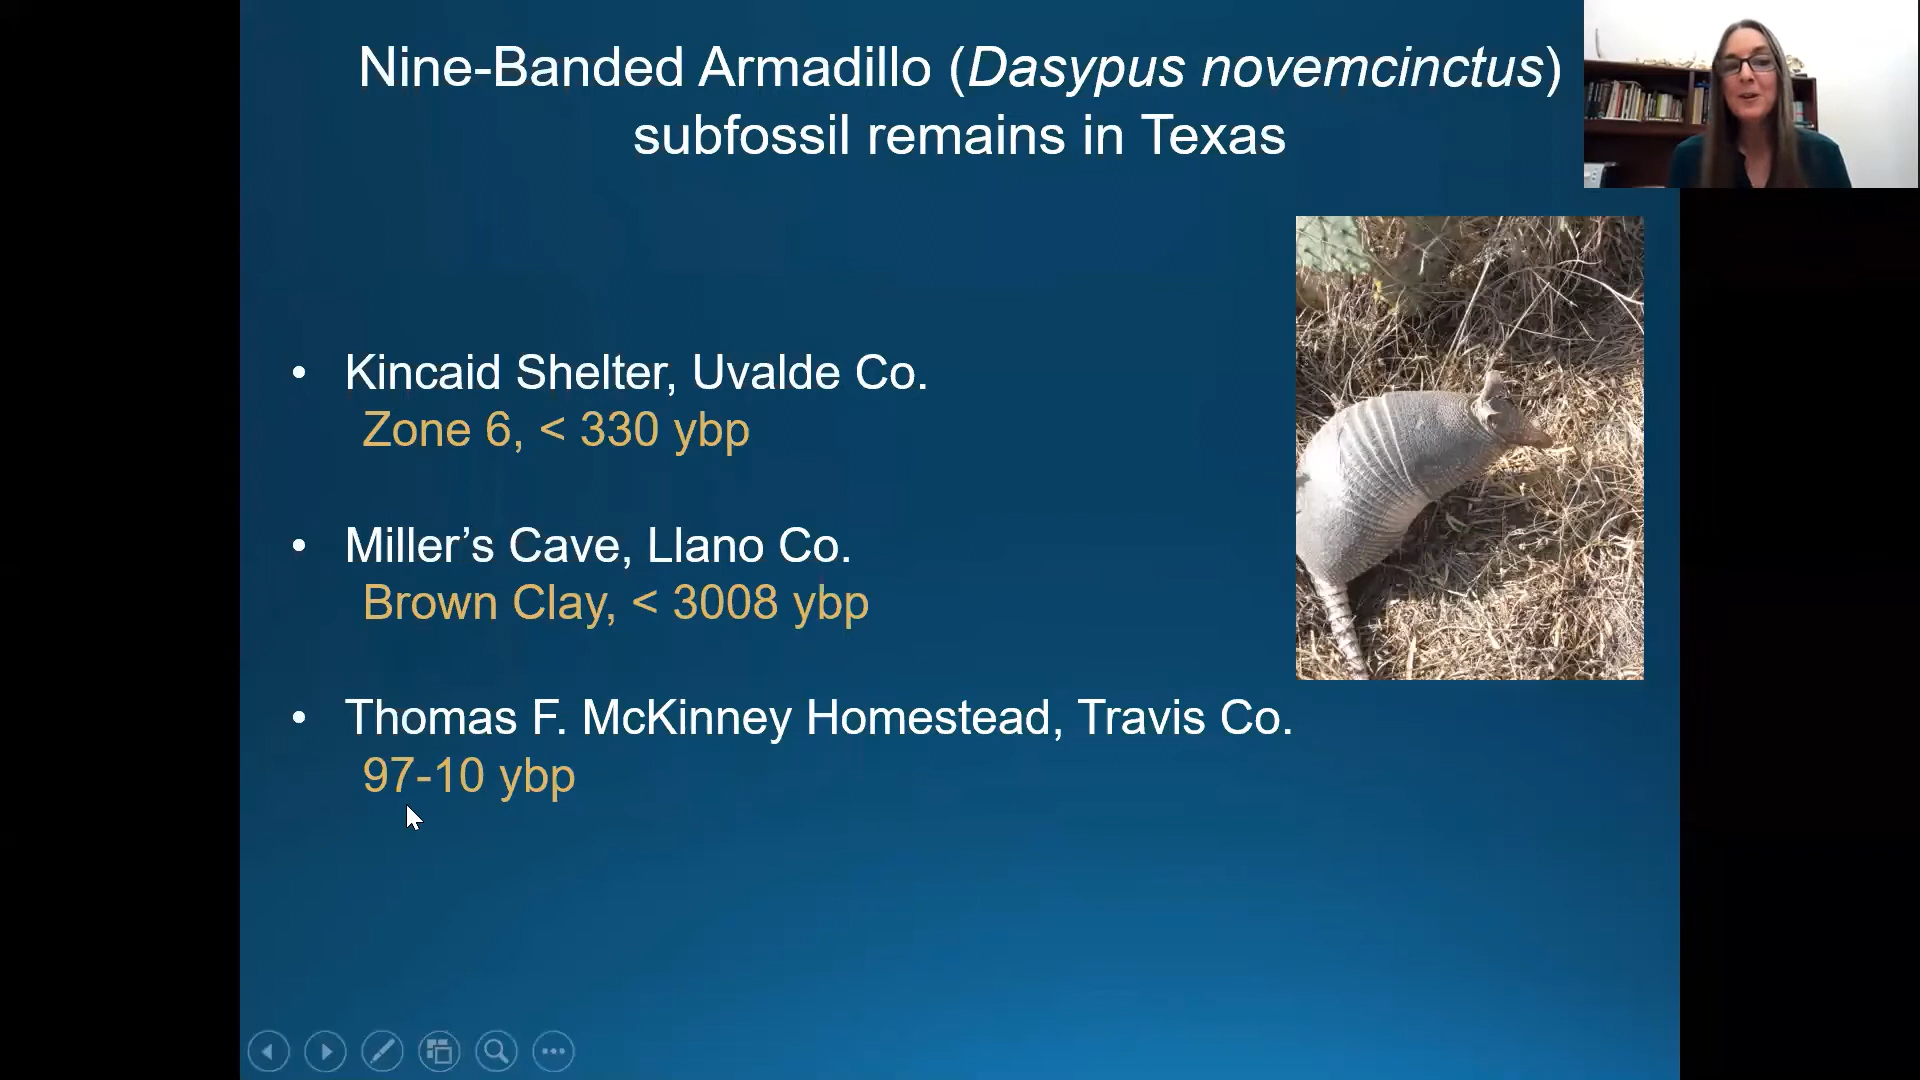 Nine-Banded Armadillo (Dasypus novemcinctus)
subfossil remains in Texas
• Kincaid Shelter, Uvalde Co.
Zone 6, < 330 ybp
• Miller’s Cave, Llano Co.
Brown Clay, < 3008 ybp
• Thomas F. McKinney Homestead, Travis Co.
97-10 ybp